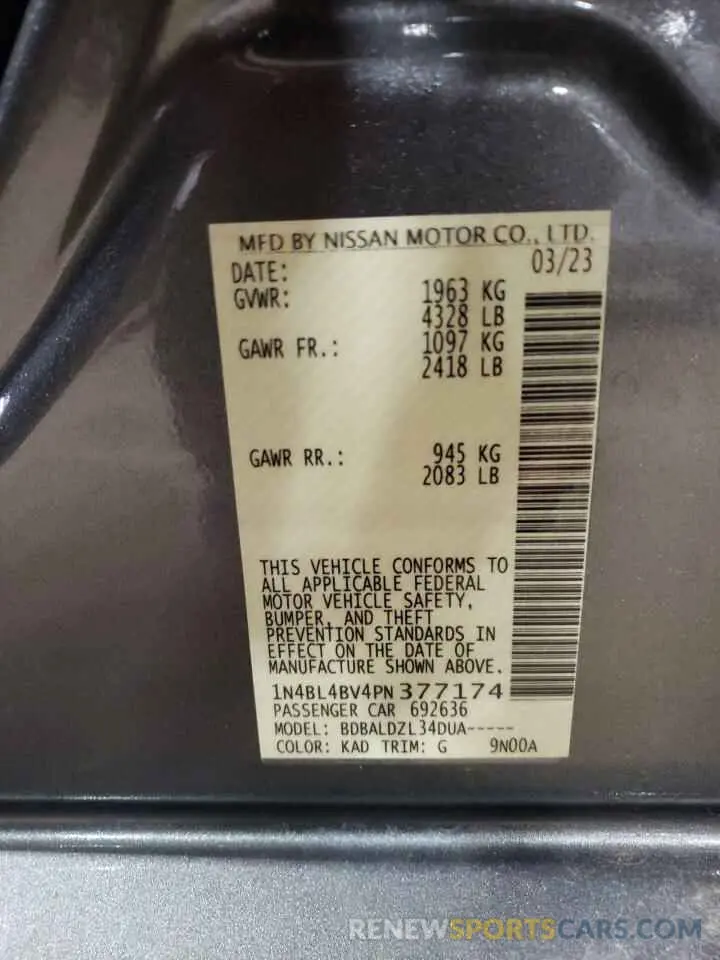 MFD BY NISSAN MOTOR CO., LTD.
DATE: 03/23
GVWR: 1963 KG
4328 LB
GAWR FR.: 1097 KG
2418 LB
GAWR RR.: 945 KG
2083 LB
THIS VEHICLE CONFORMS TO
ALL APPLICABLE FEDERAL
MOTOR VEHICLE SAFETY,
BUMPER, AND THEFT
PREVENTION STANDARDS IN
EFFECT ON THE DATE OF
MANUFACTURE SHOWN ABOVE.
1N4BL4BV4PN377174
PASSENGER CAR 692636
MODEL: BDBALDZL34DUA-----
COLOR: KAD TRIM: G 9N00A
RENEWSPORTSCARS.COM